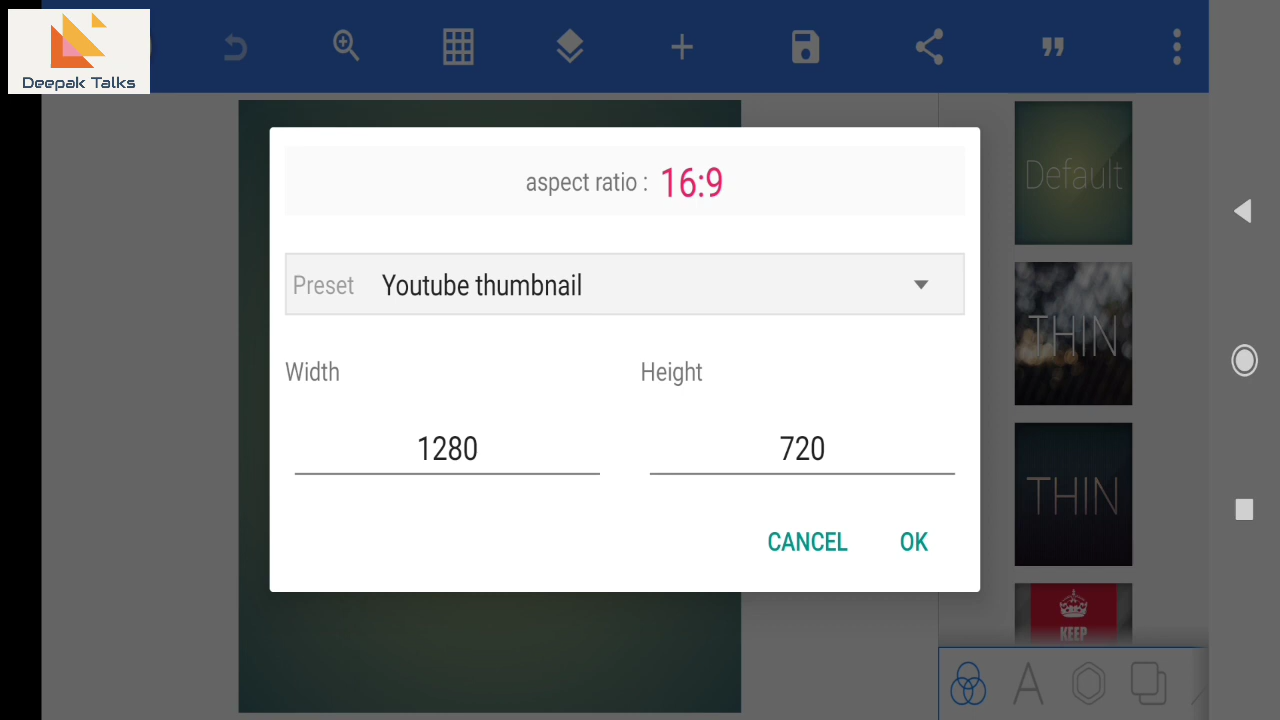 Deepak Talks
aspect ratio : 16:9
Preset Youtube thumbnail
Width Height
1280 720
CANCEL OK
Default
THIN
THIN
KEEP